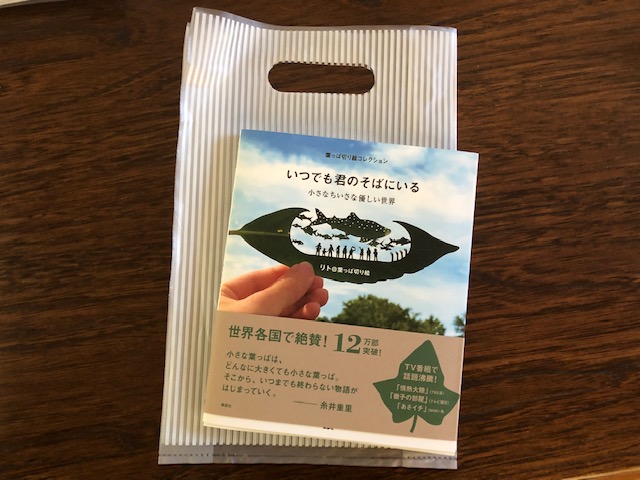 葉っぱ切り絵コレクション
いつでも君のそばにいる
小さなちいさな優しい世界
リト@葉っぱ切り絵
世界各国で絶賛! 12万部突破!
小さな葉っぱは、
どんなに大きくても小さな葉っぱ。
そこから、いつまでも終わらない物語が
はじまっていく。
——糸井重里
講談社
TV番組で
話題沸騰!
「情熱大陸」
「徹子の部屋」
「あさイチ」